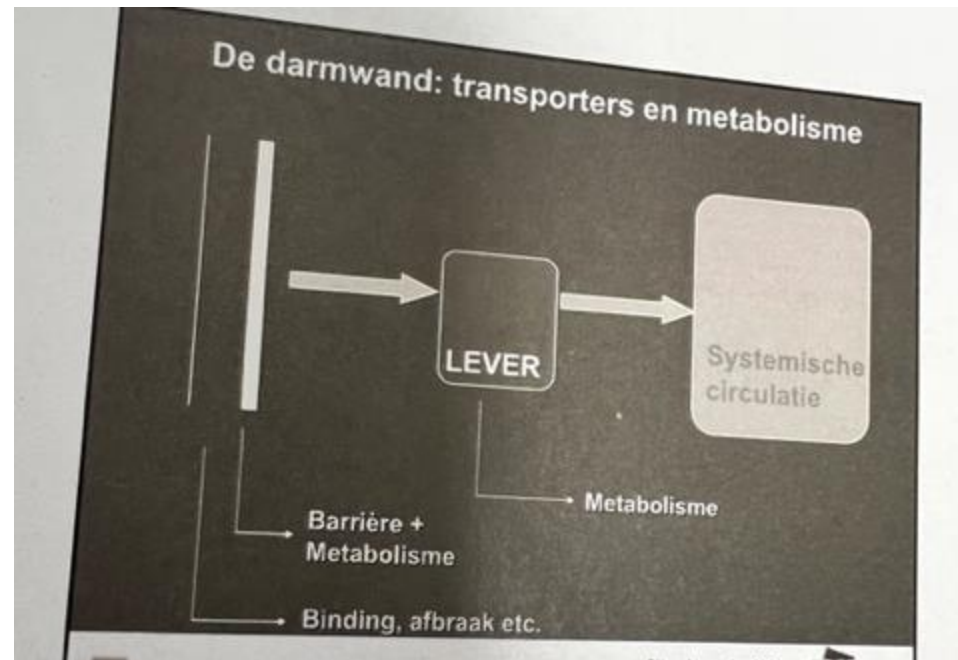 De darmwand: transporters en metabolisme
LEVER
Systemische
circulatie
Metabolisme
Barrière +
Metabolisme
Binding, afbraak etc.